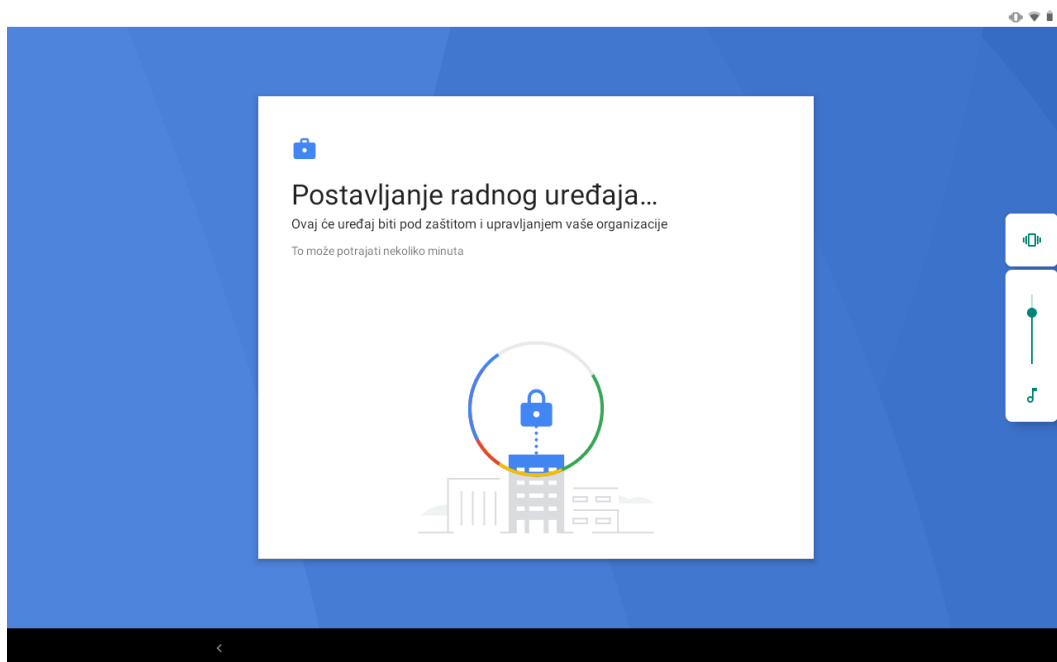 Postavljanje radnog uređaja…
Ovaj će uređaj biti pod zaštitom i upravljanjem vaše organizacije
To može potrajati nekoliko minuta